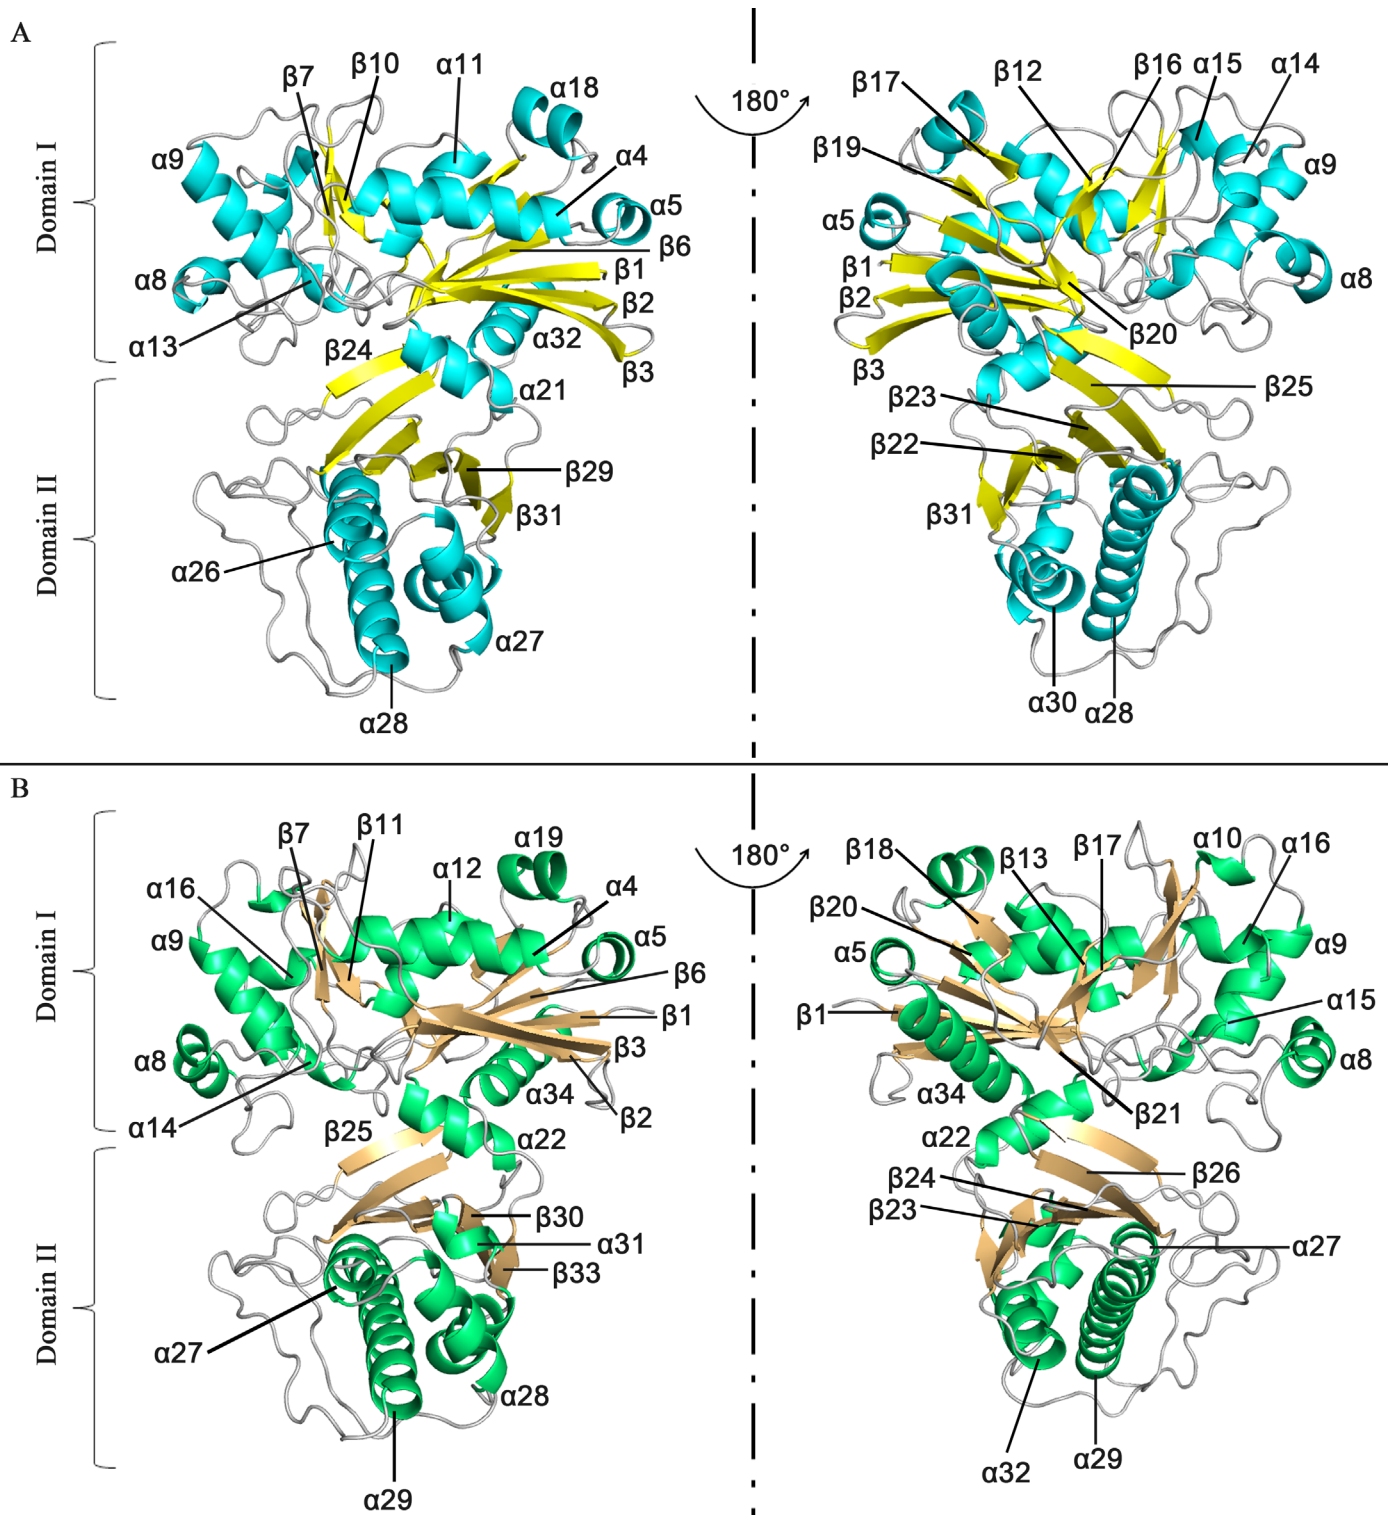 A
Domain I
Domain II
β7
β10
α11
α18
α9
α4
α5
β6
α8
β1
β2
α13
β24
α32
β3
α21
β29
β31
α26
α27
α28
180°
β17
β12
β16
α15
α14
β19
α9
α5
β1
α8
β2
β20
β3
β25
β23
β22
β31
α30
α28
B
Domain I
Domain II
β7
β11
α19
α12
α16
α4
α9
α5
β6
β1
α8
β3
α34
β2
α14
β25
α22
β30
α31
β33
α27
α28
α29
180°
β18
β13
β17
α10
α16
β20
α5
α9
β1
α15
α8
α34
β21
α22
β24
β26
β23
α27
α32
α29